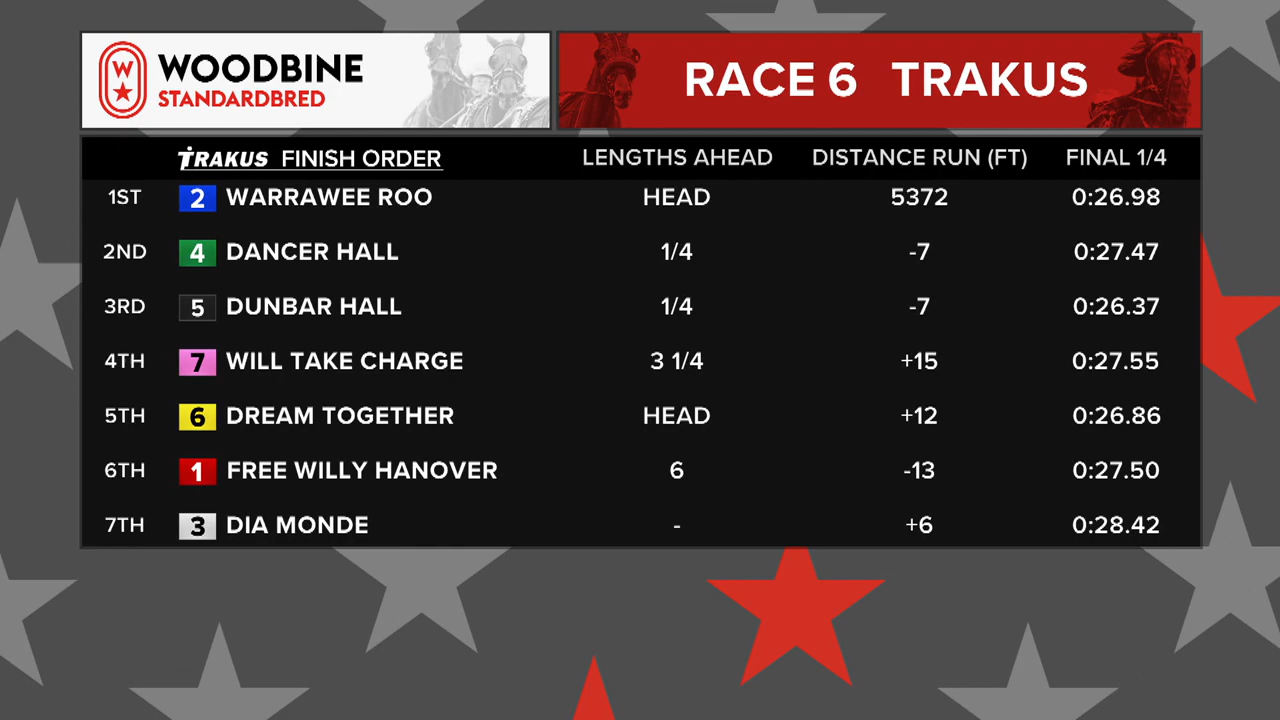 W
WOODBINE
STANDARDBRED
RACE 6 TRAKUS
TRAKUS FINISH ORDER LENGTHS AHEAD DISTANCE RUN (FT) FINAL 1/4
1ST 2 WARRAWEE ROO HEAD 5372 0:26.98
2ND 4 DANCER HALL 1/4 -7 0:27.47
3RD 5 DUNBAR HALL 1/4 -7 0:26.37
4TH 7 WILL TAKE CHARGE 3 1/4 +15 0:27.55
5TH 6 DREAM TOGETHER HEAD +12 0:26.86
6TH 1 FREE WILLY HANOVER 6 -13 0:27.50
7TH 3 DIA MONDE - +6 0:28.42